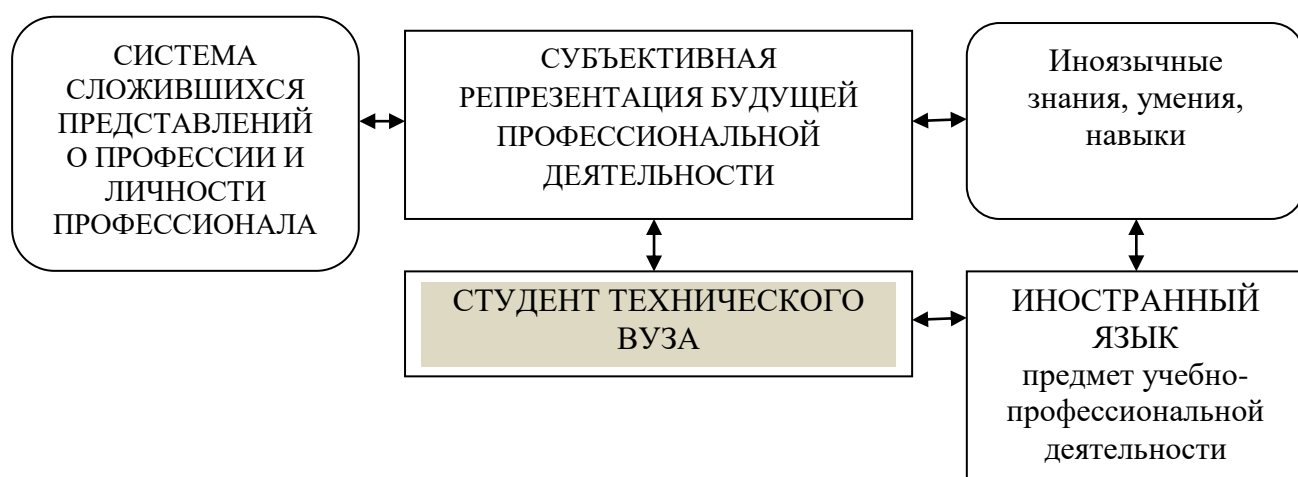 СИСТЕМА
СЛОЖИВШИХСЯ
ПРЕДСТАВЛЕНИЙ
О ПРОФЕССИИ И
ЛИЧНОСТИ
ПРОФЕССИОНАЛА
СУБЪЕКТИВНАЯ
РЕПРЕЗЕНТАЦИЯ БУДУЩЕЙ
ПРОФЕССИОНАЛЬНОЙ
ДЕЯТЕЛЬНОСТИ
Иноязычные
знания, умения,
навыки
СТУДЕНТ ТЕХНИЧЕСКОГО
ВУЗА
ИНОСТРАННЫЙ
ЯЗЫК
предмет учебно-
профессиональной
деятельности